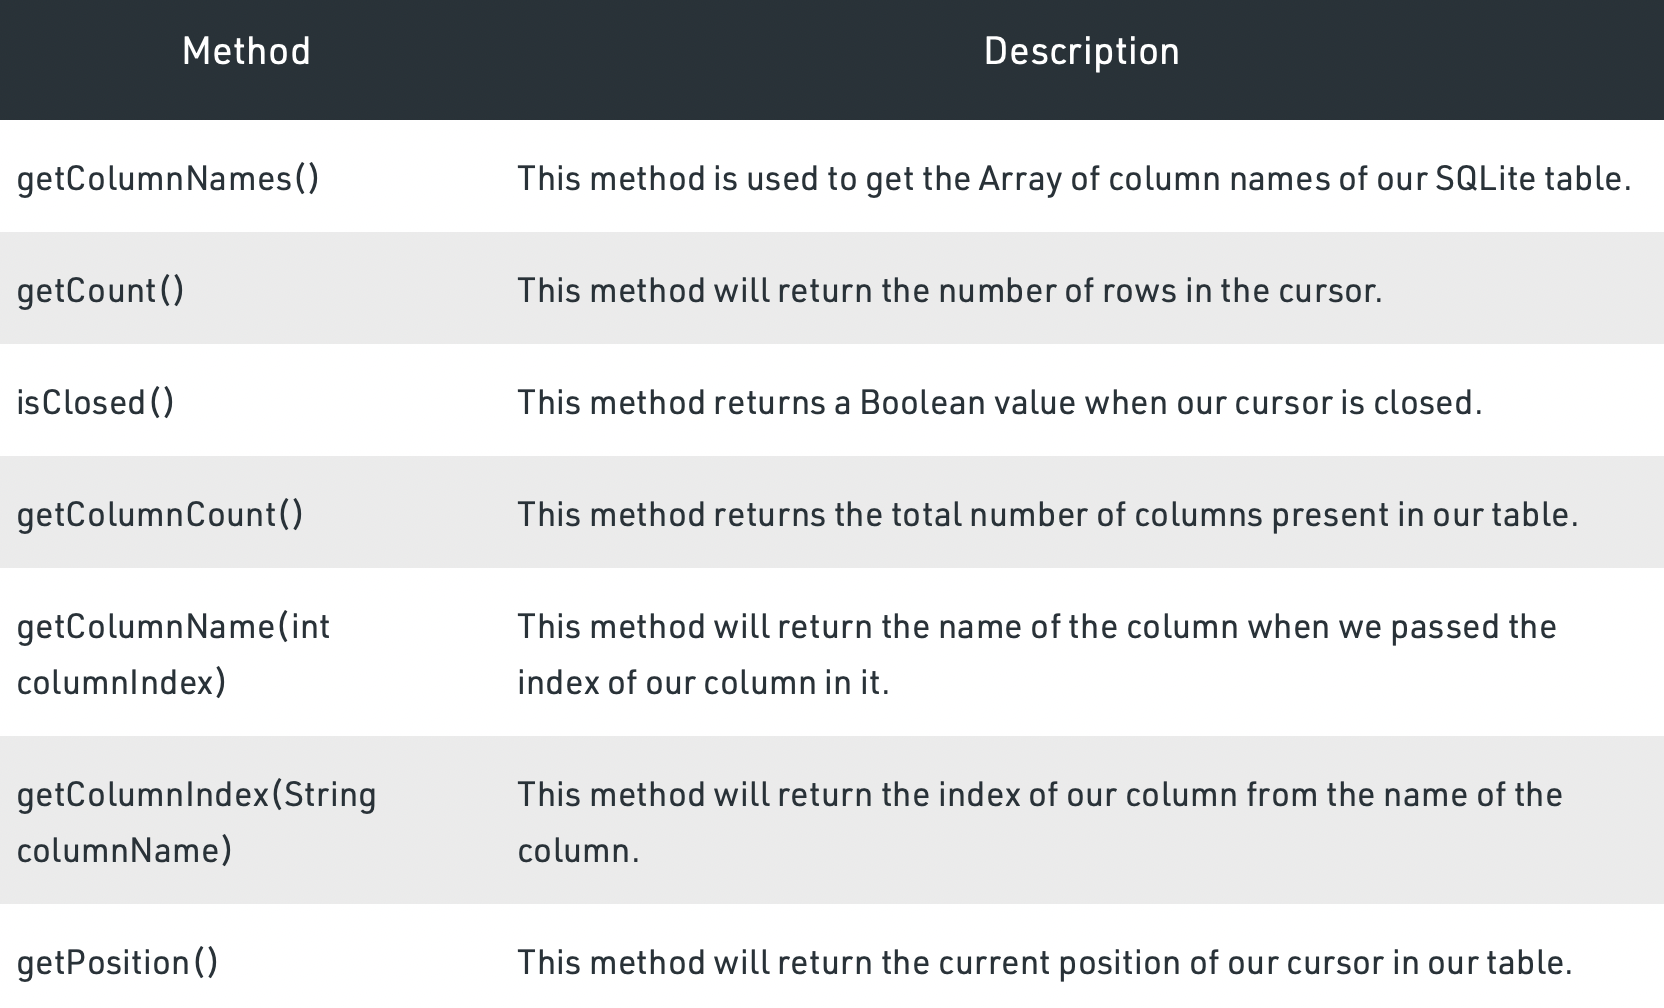 Method Description
getColumnNames() This method is used to get the Array of column names of our SQLite table.
getCount() This method will return the number of rows in the cursor.
isClosed() This method returns a Boolean value when our cursor is closed.
getColumnCount() This method returns the total number of columns present in our table.
getColumnName(int This method will return the name of the column when we passed the
columnIndex) index of our column in it.
getColumnIndex(String This method will return the index of our column from the name of the
columnName) column.
getPosition() This method will return the current position of our cursor in our table.